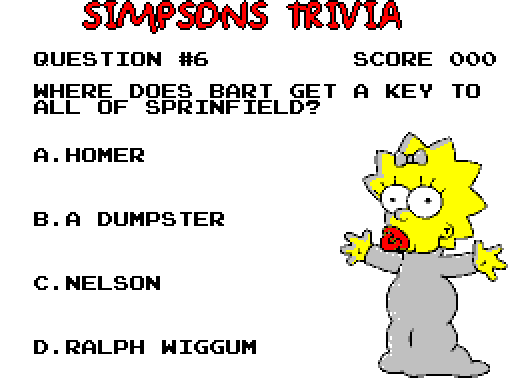 SIMPSONS TRIVIA
QUESTION #6 SCORE 000
WHERE DOES BART GET A KEY TO
ALL OF SPRINFIELD?
A.HOMER
B.A DUMPSTER
C.NELSON
D.RALPH WIGGUM